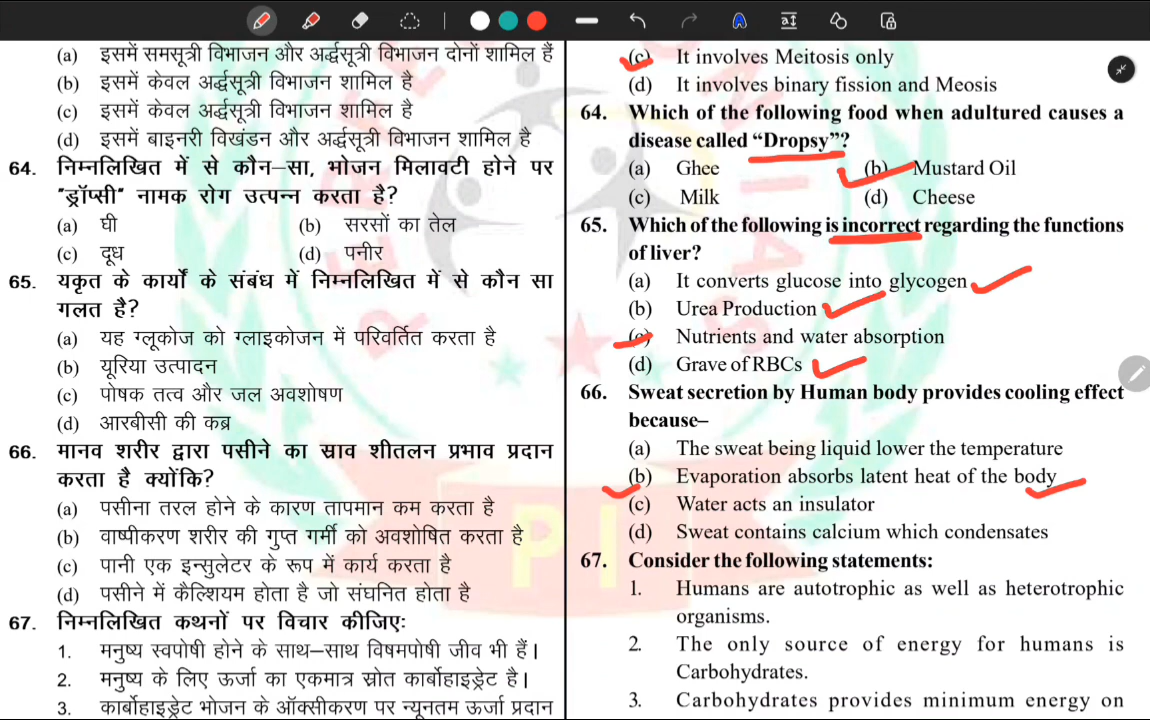 (a) इसमें समसूत्री विभाजन और अर्द्धसूत्री विभाजन दोनों शामिल हैं
(b) इसमें केवल अर्द्धसूत्री विभाजन शामिल है
(c) इसमें केवल अर्द्धसूत्री विभाजन शामिल है
(d) इसमें बाइनरी विखंडन और अर्द्धसूत्री विभाजन शामिल है
64. निम्नलिखित में से कौन–सा, भोजन मिलावटी होने पर
"ड्रॉप्सी" नामक रोग उत्पन्न करता है?
(a) घी (b) सरसों का तेल
(c) दूध (d) पनीर
65. यकृत के कार्यों के संबंध में निम्नलिखित में से कौन सा
गलत है?
(a) यह ग्लूकोज को ग्लाइकोजन में परिवर्तित करता है
(b) यूरिया उत्पादन
(c) पोषक तत्व और जल अवशोषण
(d) आरबीसी की कब्र
66. मानव शरीर द्वारा पसीने का स्राव शीतलन प्रभाव प्रदान
करता है क्योंकि?
(a) पसीना तरल होने के कारण तापमान कम करता है
(b) वाष्पीकरण शरीर की गुप्त गर्मी को अवशोषित करता है
(c) पानी एक इन्सुलेटर के रूप में कार्य करता है
(d) पसीने में कैल्शियम होता है जो संघनित होता है
67. निम्नलिखित कथनों पर विचार कीजिएः
1. मनुष्य स्वपोषी होने के साथ–साथ विषमपोषी जीव भी हैं।
2. मनुष्य के लिए ऊर्जा का एकमात्र स्रोत कार्बोहाइड्रेट है।
3. कार्बोहाइड्रेट भोजन के ऑक्सीकरण पर न्यूनतम ऊर्जा प्रदान
(c) It involves Meitosis only
(d) It involves binary fission and Meosis
64. Which of the following food when adultured causes a
disease called “Dropsy”?
(a) Ghee (b) Mustard Oil
(c) Milk (d) Cheese
65. Which of the following is incorrect regarding the functions
of liver?
(a) It converts glucose into glycogen
(b) Urea Production
(c) Nutrients and water absorption
(d) Grave of RBCs
66. Sweat secretion by Human body provides cooling effect
because–
(a) The sweat being liquid lower the temperature
(b) Evaporation absorbs latent heat of the body
(c) Water acts an insulator
(d) Sweat contains calcium which condensates
67. Consider the following statements:
1. Humans are autotrophic as well as heterotrophic
organisms.
2. The only source of energy for humans is
Carbohydrates.
3. Carbohydrates provides minimum energy on
PI